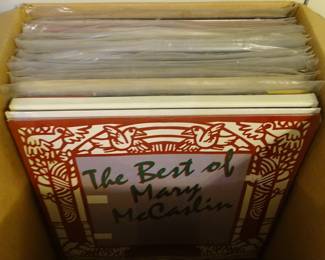 The Best of
Mary
McCaslin